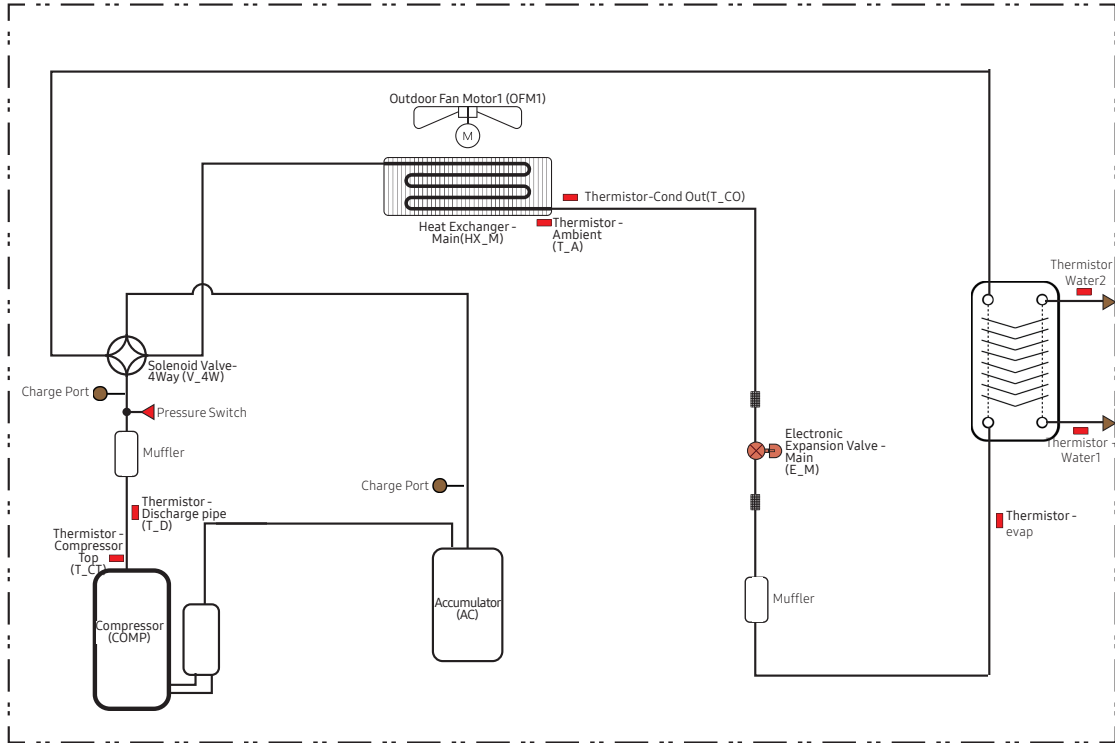 Outdoor Fan Motor1 (OFM1)
M
Thermistor-Cond Out(T_CO)
Heat Exchanger -
Main(HX_M)
Thermistor -
Ambient
(T_A)
Thermistor
Water2
Solenoid Valve-
4Way (V_4W)
Charge Port
Pressure Switch
Muffler
Electronic
Expansion Valve -
Main
(E_M)
Thermistor -
Water1
Charge Port
Thermistor -
Discharge pipe
(T_D)
Thermistor -
evap
Thermistor -
Compressor
Top
(T_CT)
Muffler
Accumulator
(AC)
Compressor
(COMP)